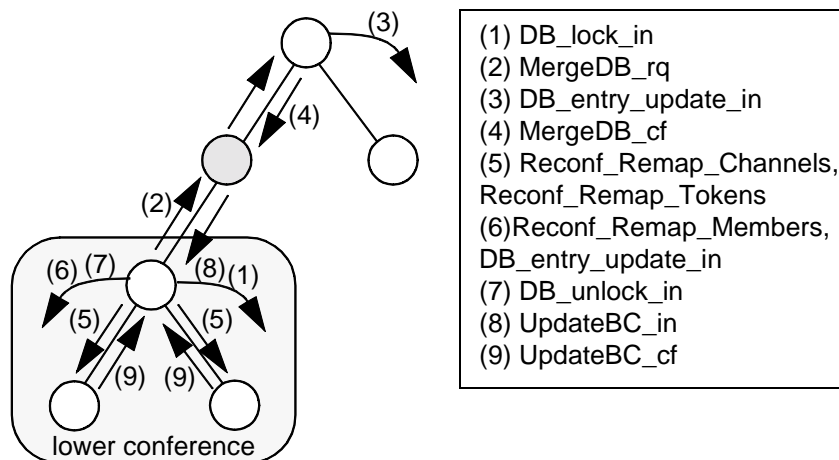 (3)
(4)
(2)
(6) (7)
(8)
(1)
(5)
(5)
(9)
(9)
lower conference
(1) DB_lock_in
(2) MergeDB_rq
(3) DB_entry_update_in
(4) MergeDB_cf
(5) Reconf_Remap_Channels,
Reconf_Remap_Tokens
(6)Reconf_Remap_Members,
DB_entry_update_in
(7) DB_unlock_in
(8) UpdateBC_in
(9) UpdateBC_cf